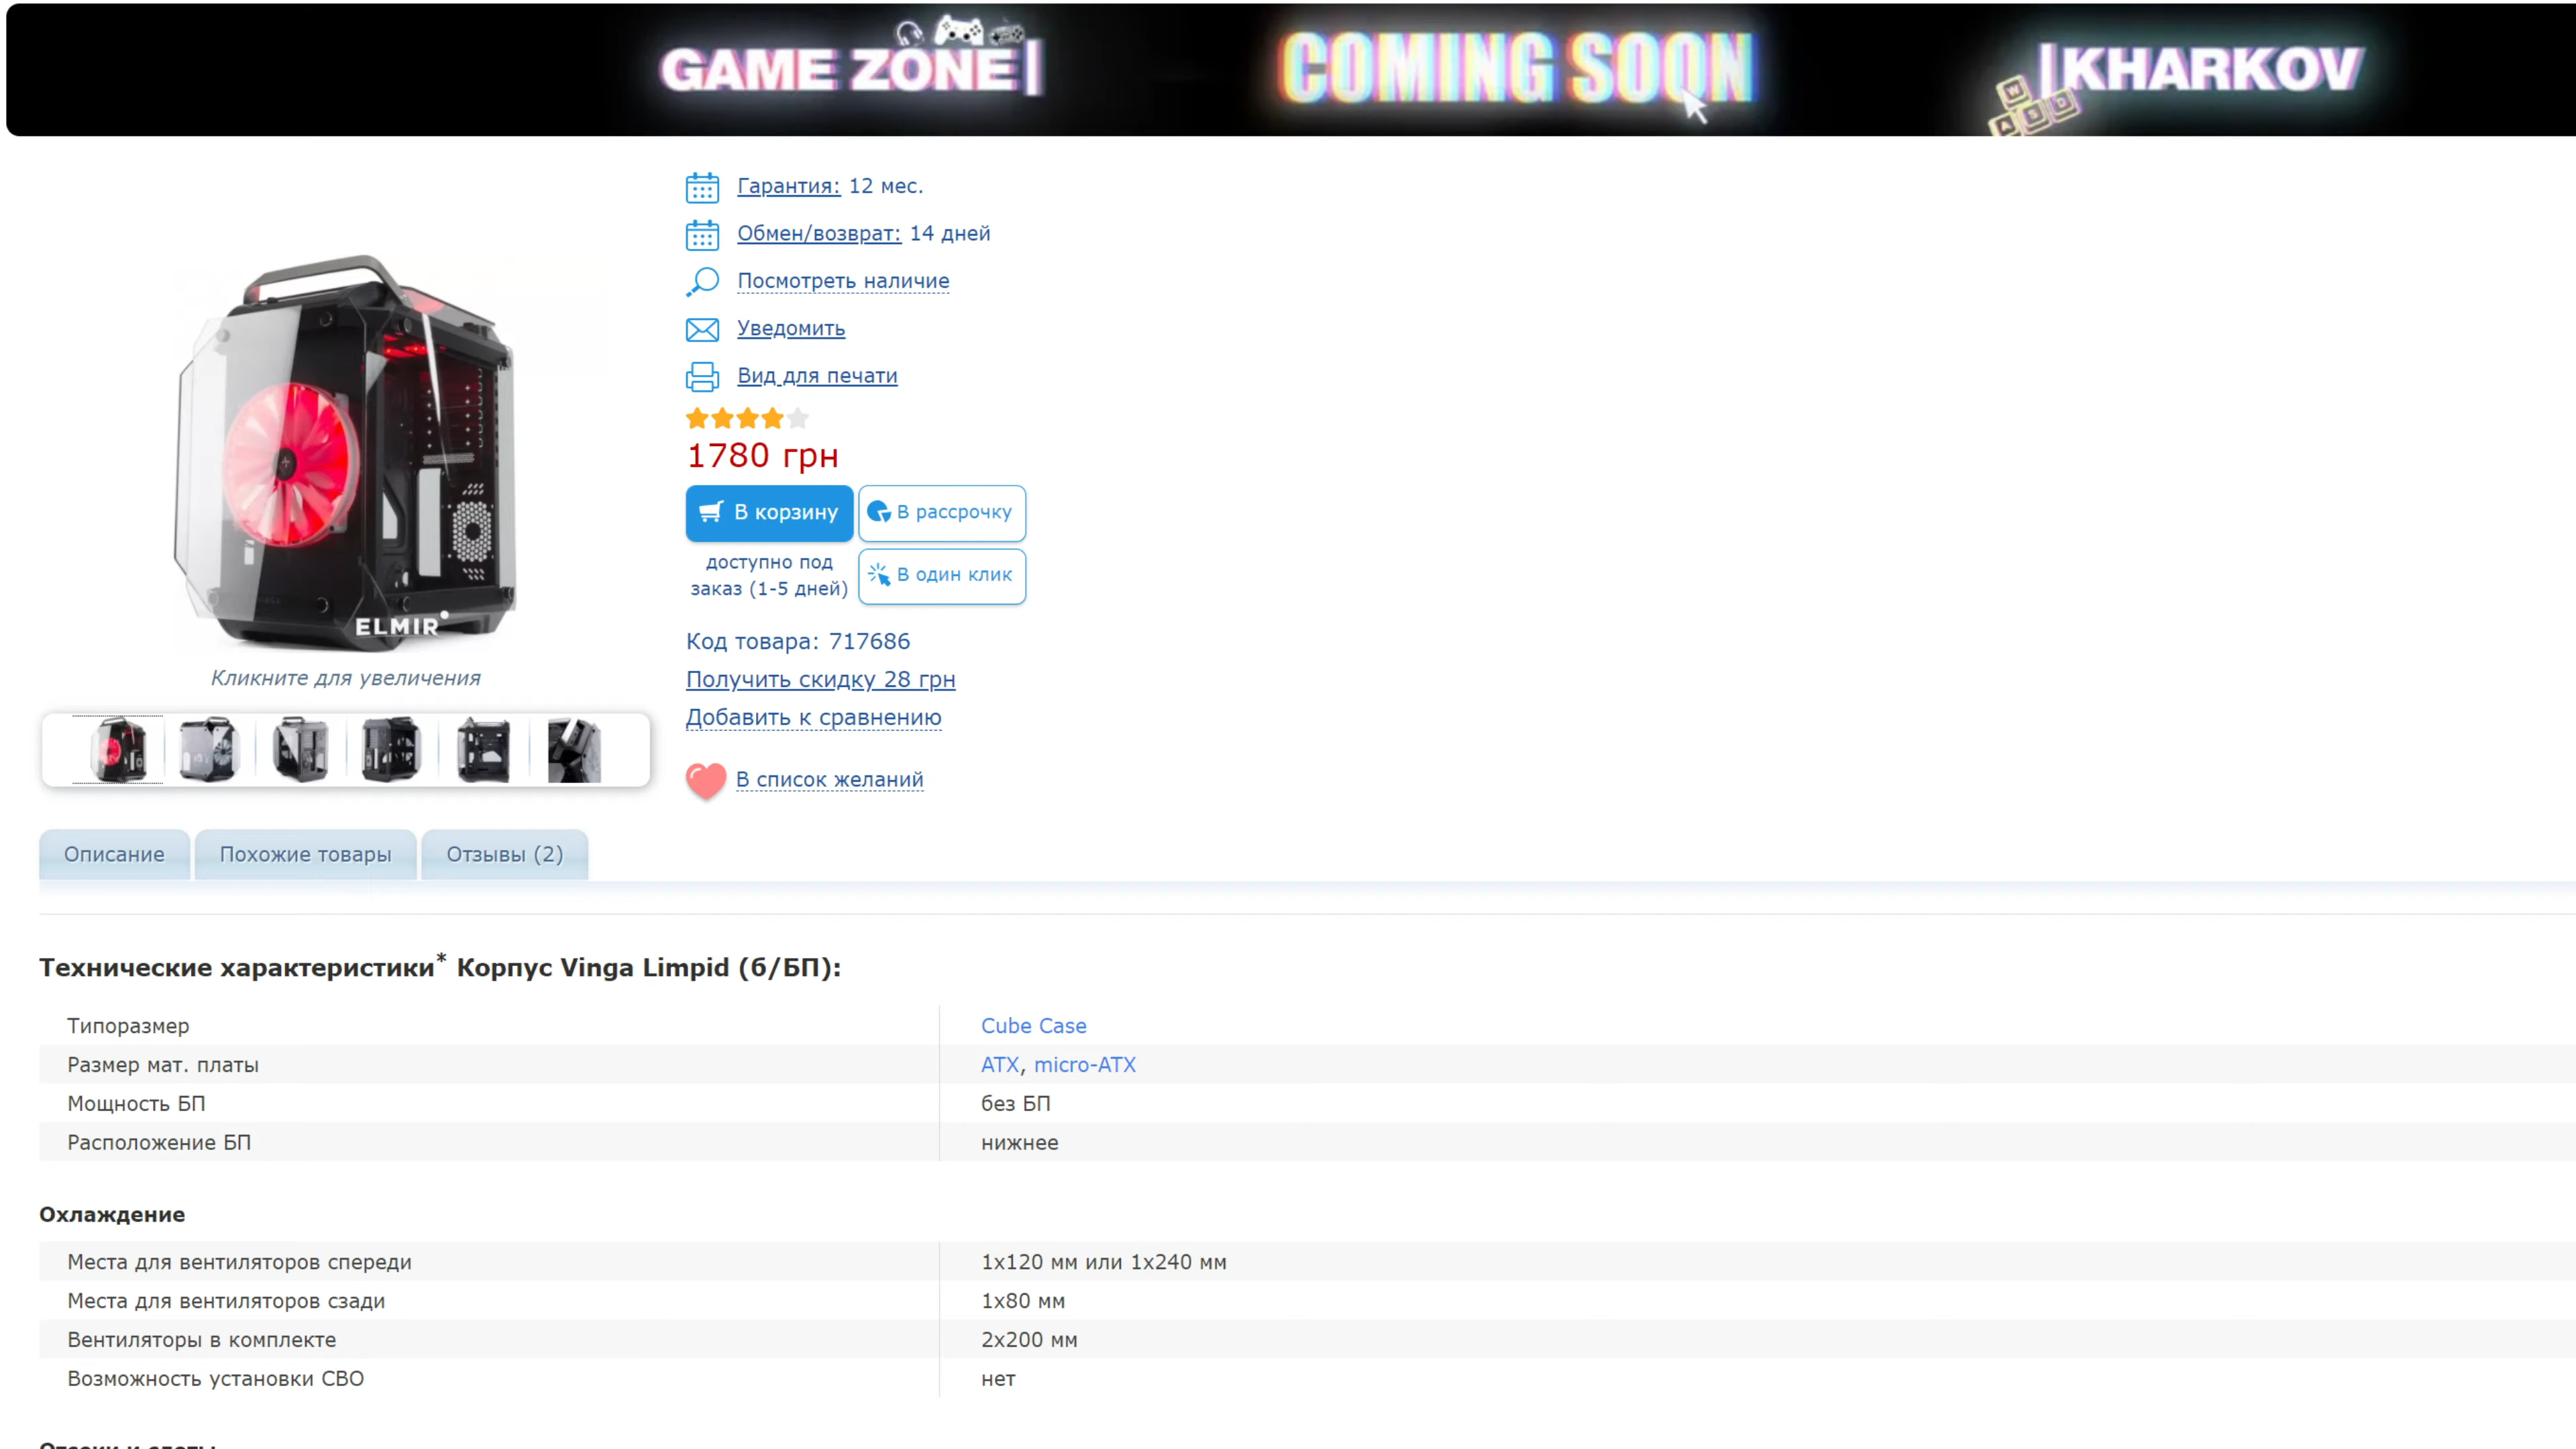 GAME ZONE
COMING SOON
KHARKOV
W
A S D
Гарантия: 12 мес.
Обмен/возврат: 14 дней
Посмотреть наличие
Уведомить
Вид для печати
1780 грн
В корзину
В рассрочку
доступно под
заказ (1-5 дней)
В один клик
ELMIR
Код товара: 717686
Кликните для увеличения
Получить скидку 28 грн
Добавить к сравнению
В список желаний
Описание
Похожие товары
Отзывы (2)
Технические характеристики* Корпус Vinga Limpid (б/БП):
Типоразмер Cube Case
Размер мат. платы ATX, micro-ATX
Мощность БП без БП
Расположение БП нижнее
Охлаждение
Места для вентиляторов спереди 1x120 мм или 1x240 мм
Места для вентиляторов сзади 1x80 мм
Вентиляторы в комплекте 2x200 мм
Возможность установки СВО нет